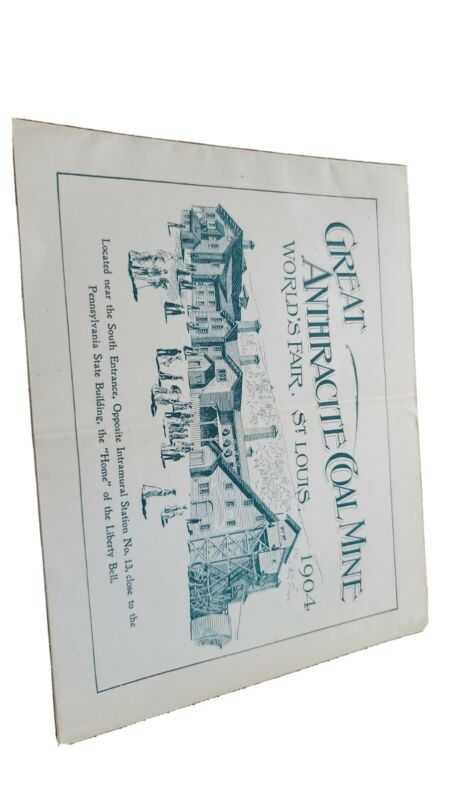 GREAT
ANTHRACITE COAL MINE
WORLD'S FAIR, ST LOUIS, 1904.
Located near the South Entrance, Opposite Intramural Station No. 13, close to the
Pennsylvania State Building, the "Home" of the Liberty Bell.